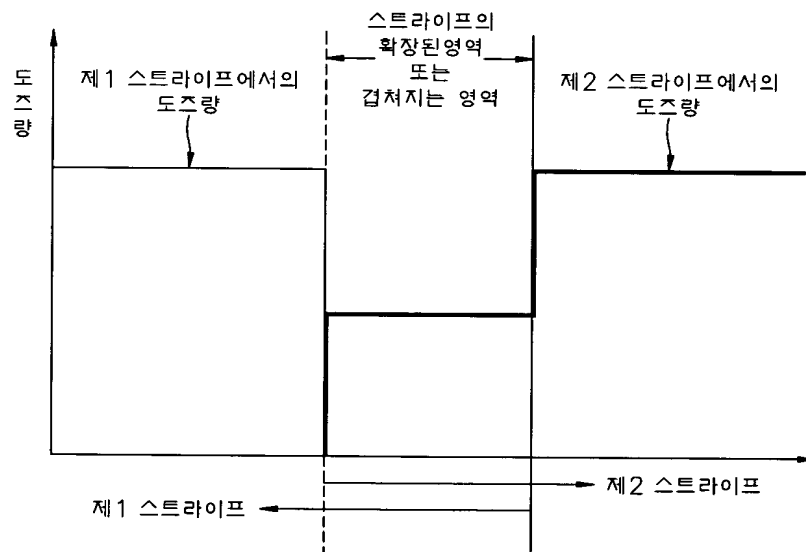 스트라이프의
확장된영역
또는
겹쳐지는 영역
도즈량
제1 스트라이프에서의
도즈량
제2 스트라이프에서의
도즈량
제2 스트라이프
제1 스트라이프